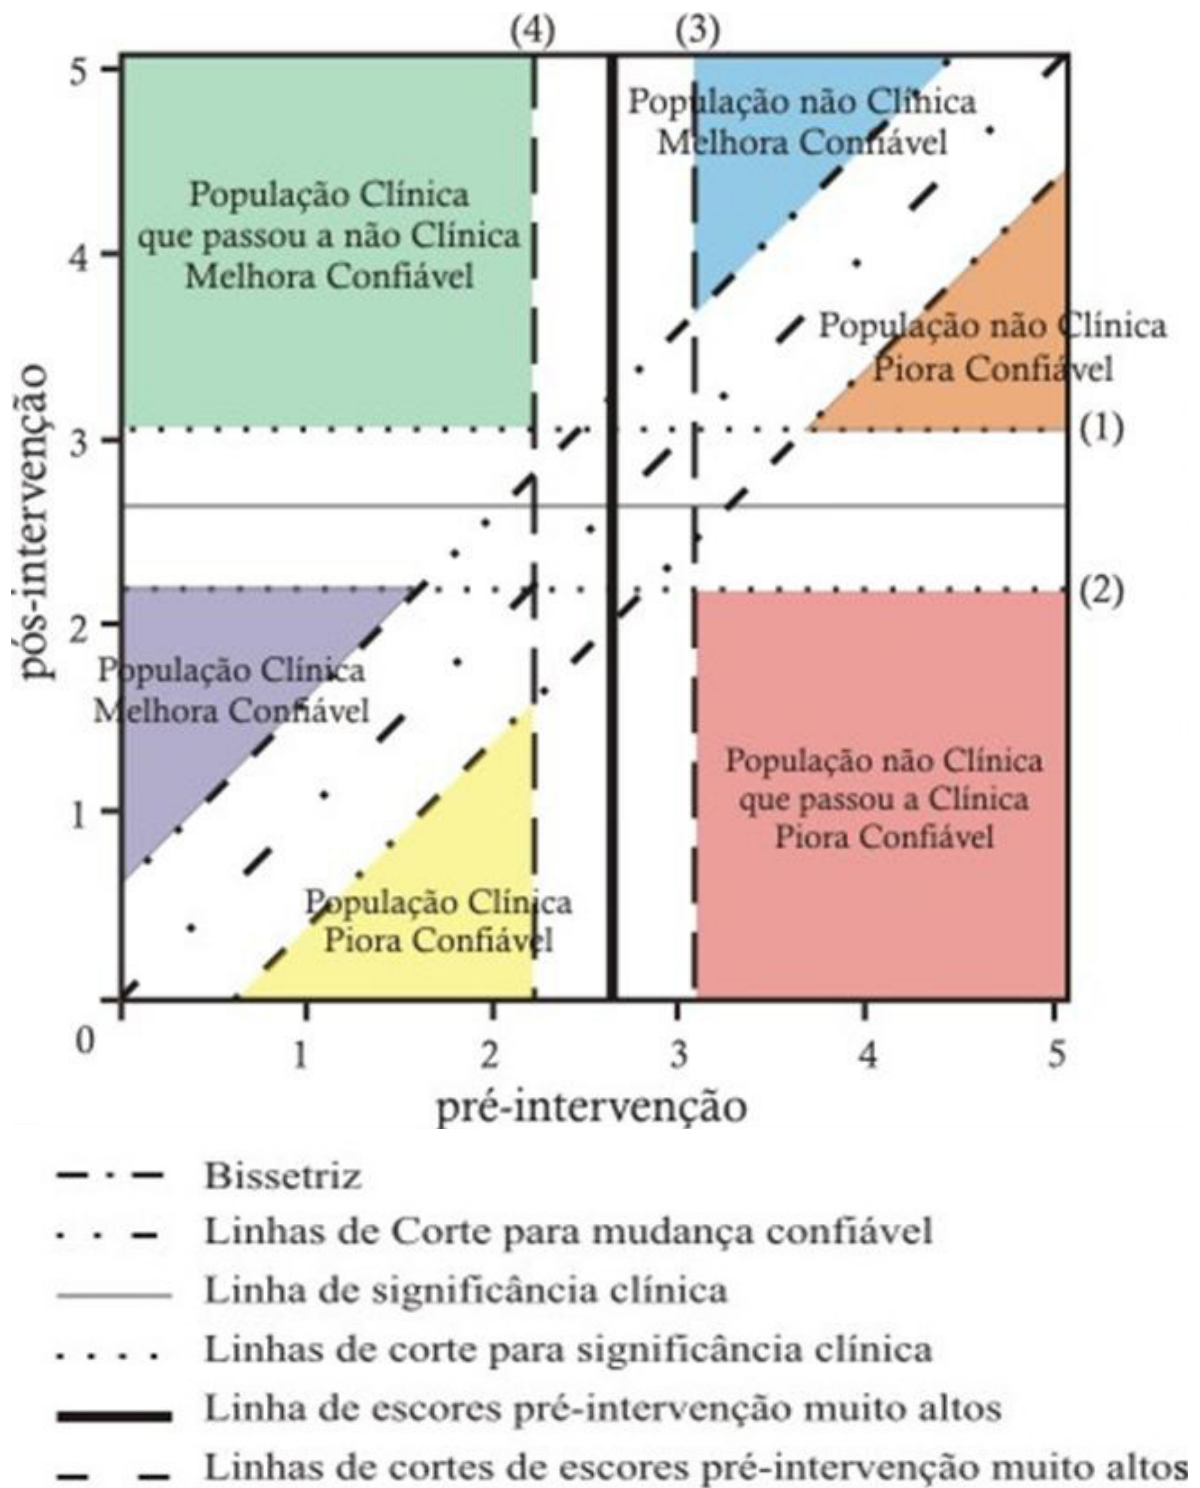 (4)
(3)
5
População não Clínica
Melhora Confiável
População Clínica
que passou a não Clínica
Melhora Confiável
4
População não Clínica
Piora Confiável
pós-intervenção
3
(1)
(2)
2
População Clínica
Melhora Confiável
População não Clínica
que passou a Clínica
Piora Confiável
1
População Clínica
Piora Confiável
0
1
2
3
4
5
pré-intervenção
Bissetriz
Linhas de Corte para mudança confiável
Linha de significância clínica
Linhas de corte para significância clínica
Linha de escores pré-intervenção muito altos
Linhas de cortes de escores pré-intervenção muito altos